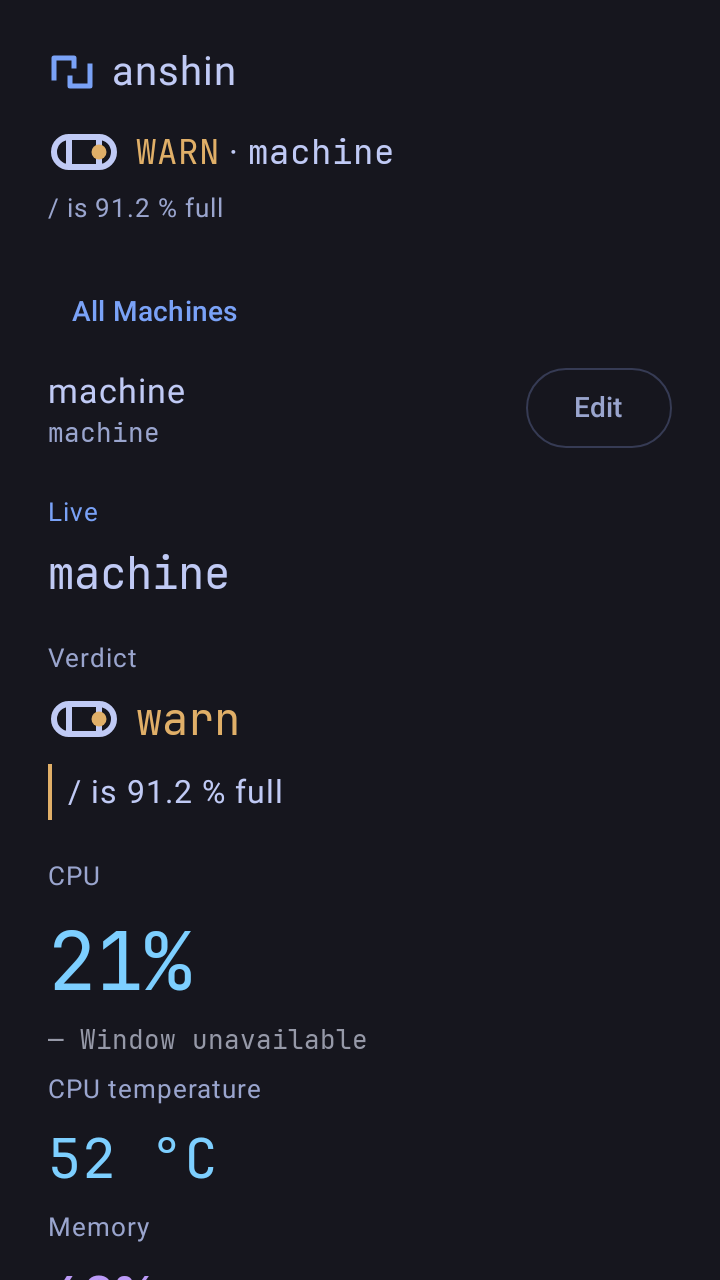 anshin
WARN · machine
/ is 91.2 % full
All Machines
machine
machine
Edit
Live
machine
Verdict
warn
/ is 91.2 % full
CPU
21%
— Window unavailable
CPU temperature
52 °C
Memory